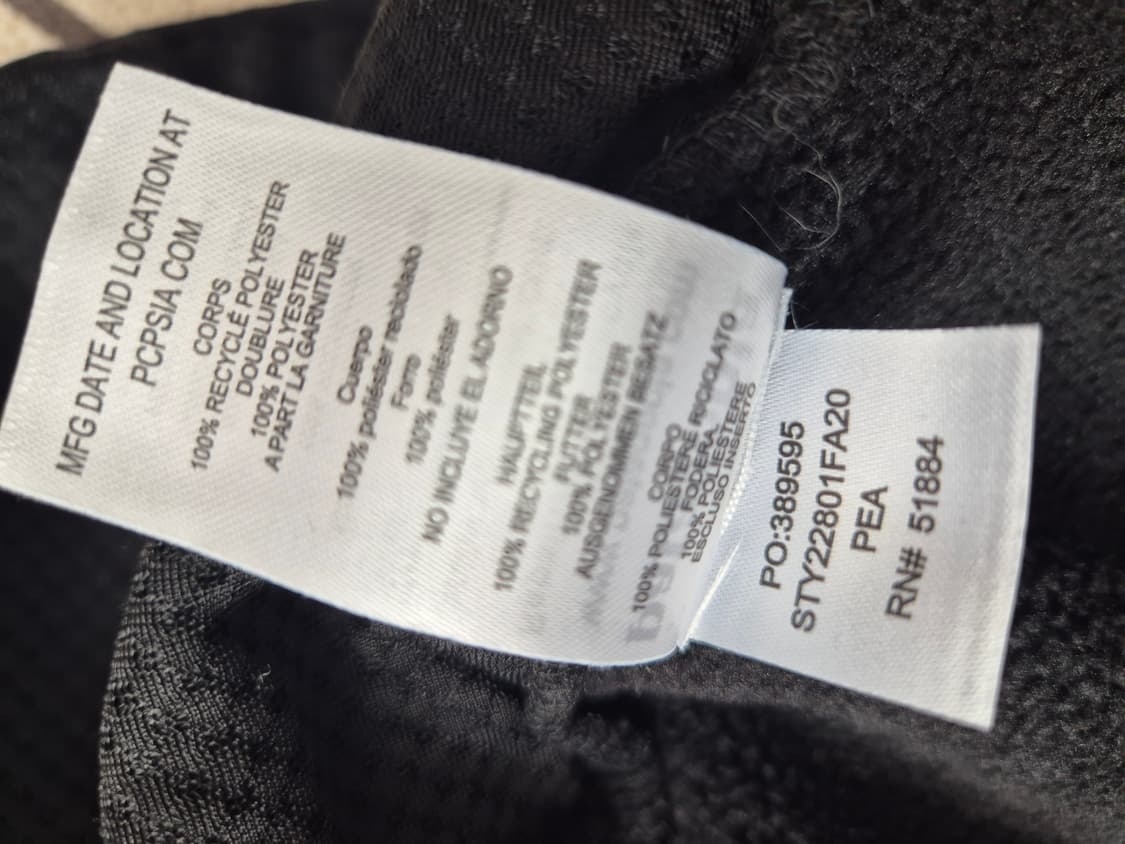 MFG DATE AND LOCATION AT
PCPSIA COM
CORPS
100% RECYCLÉ POLYESTER
DOUBLURE
100% POLYESTER
A PART LA GARNITURE
Cuerpo
100% poliéster reciclado
Forro
100% poliéster
NO INCLUYE EL ADORNO
HAUPTTEIL
100% RECYCLING POLYESTER
FUTTER
100% POLYESTER
AUSGENOMMEN BESATZ
CORPO
100% POLIESTERE RICICLATO
FODERA
100% POLIESTERE
ESCLUSO INSERTO
PO:389595
STY22801FA20
PEA
RN# 51884